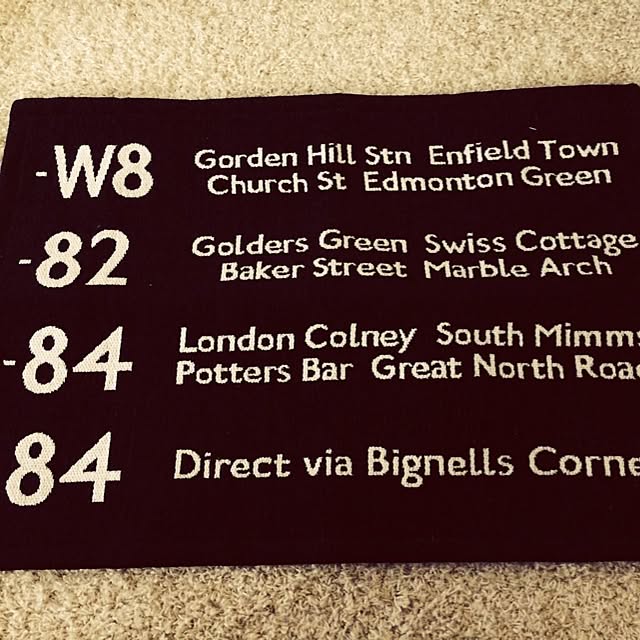 -W8 Gorden Hill Stn Enfield Town
Church St Edmonton Green
-82 Golders Green Swiss Cottage
Baker Street Marble Arch
-84 London Colney South Mimms
Potters Bar Great North Roa
84 Direct via Bignells Corne